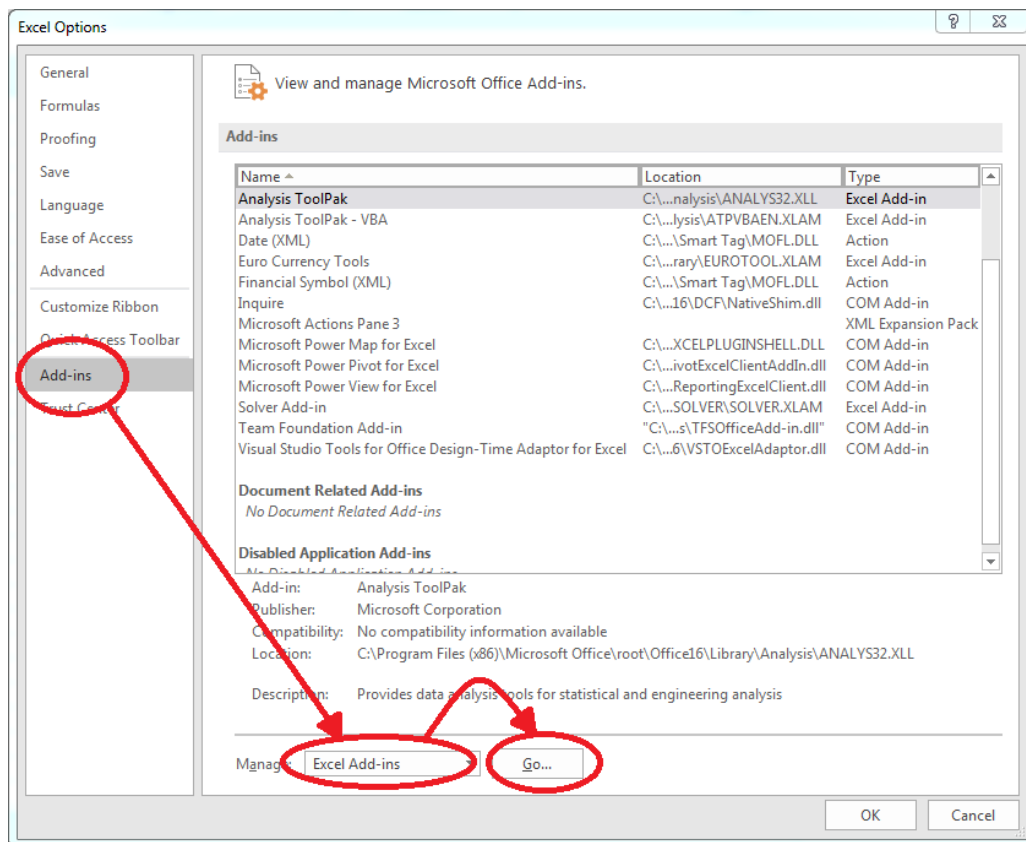 Excel Options
General
Formulas
Proofing
Save
Language
Ease of Access
Advanced
Customize Ribbon
Quick Access Toolbar
Add-ins
Trust Center
View and manage Microsoft Office Add-ins.
Add-ins
Name Location Type
Analysis ToolPak C:\...nalysis\ANALYS32.XLL Excel Add-in
Analysis ToolPak - VBA C:\...lysis\ATPVBAEN.XLAM Excel Add-in
Date (XML) C:\...\Smart Tag\MOFL.DLL Action
Euro Currency Tools C:\...rary\EUROTOOL.XLAM Excel Add-in
Financial Symbol (XML) C:\...\Smart Tag\MOFL.DLL Action
Inquire C:\...16\DCF\NativeShim.dll COM Add-in
Microsoft Actions Pane 3 XML Expansion Pack
Microsoft Power Map for Excel C:\...XCELPLUGINSHELL.DLL COM Add-in
Microsoft Power Pivot for Excel C:\...ivotExcelClientAddIn.dll COM Add-in
Microsoft Power View for Excel C:\...ReportingExcelClient.dll COM Add-in
Solver Add-in C:\...SOLVER\SOLVER.XLAM Excel Add-in
Team Foundation Add-in "C:\...s\TFSOfficeAdd-in.dll" COM Add-in
Visual Studio Tools for Office Design-Time Adaptor for Excel C:\...6\VSTOExcelAdaptor.dll COM Add-in
Document Related Add-ins
No Document Related Add-ins
Disabled Application Add-ins
No Disabled Application Add-ins
Add-in: Analysis ToolPak
Publisher: Microsoft Corporation
Compatibility: No compatibility information available
Location: C:\Program Files (x86)\Microsoft Office\root\Office16\Library\Analysis\ANALYS32.XLL
Description: Provides data analysis tools for statistical and engineering analysis
Manage: Excel Add-ins Go...
OK Cancel